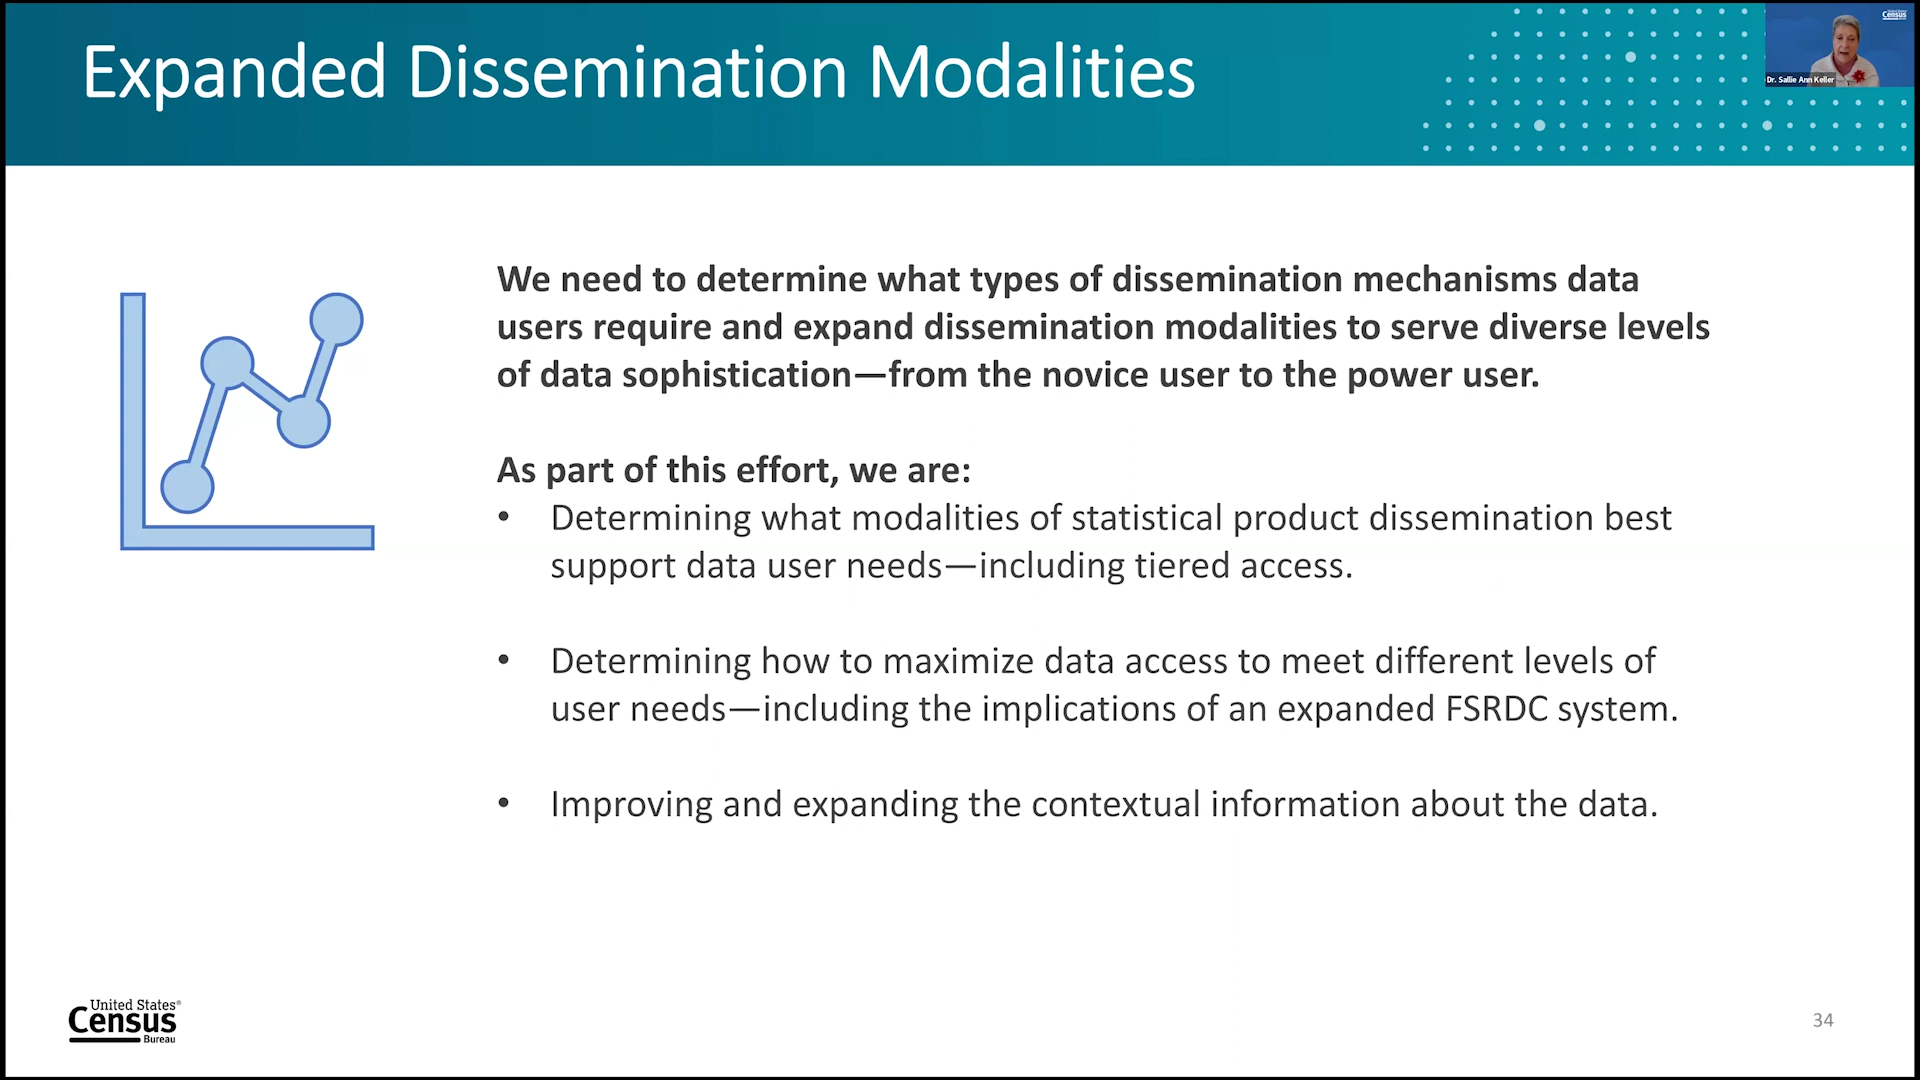 Expanded Dissemination Modalities
Census
Dr. Sallie Ann Keller
We need to determine what types of dissemination mechanisms data
users require and expand dissemination modalities to serve diverse levels
of data sophistication—from the novice user to the power user.
As part of this effort, we are:
• Determining what modalities of statistical product dissemination best
support data user needs—including tiered access.
• Determining how to maximize data access to meet different levels of
user needs—including the implications of an expanded FSRDC system.
• Improving and expanding the contextual information about the data.
United States®
Census
Bureau
34